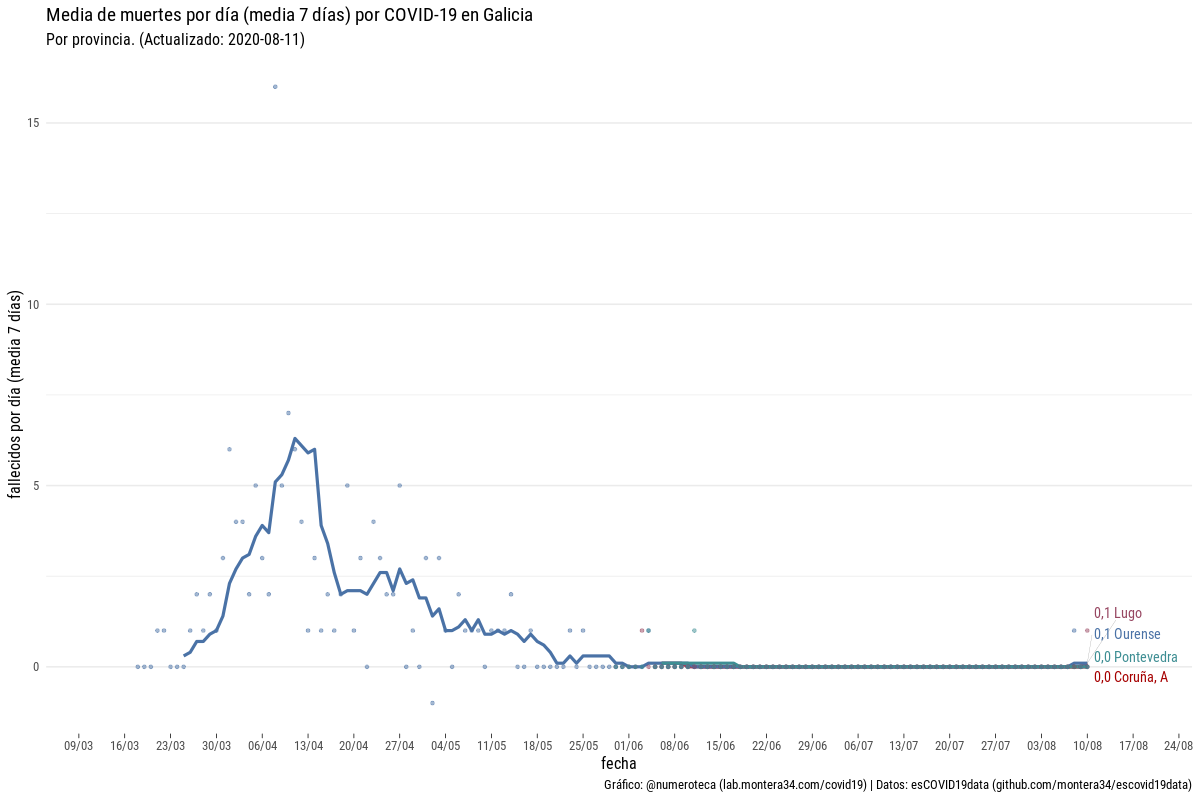 Media de muertes por día (media 7 días) por COVID-19 en Galicia
Por provincia. (Actualizado: 2020-08-11)
fallecidos por día (media 7 días)
15
10
5
0
0,1 Lugo
0,1 Ourense
0,0 Pontevedra
0,0 Coruña, A
09/03 16/03 23/03 30/03 06/04 13/04 20/04 27/04 04/05 11/05 18/05 25/05 01/06 08/06 15/06 22/06 29/06 06/07 13/07 20/07 27/07 03/08 10/08 17/08 24/08
fecha
Gráfico: @numeroteca (lab.montera34.com/covid19) | Datos: esCOVID19data (github.com/montera34/escovid19data)